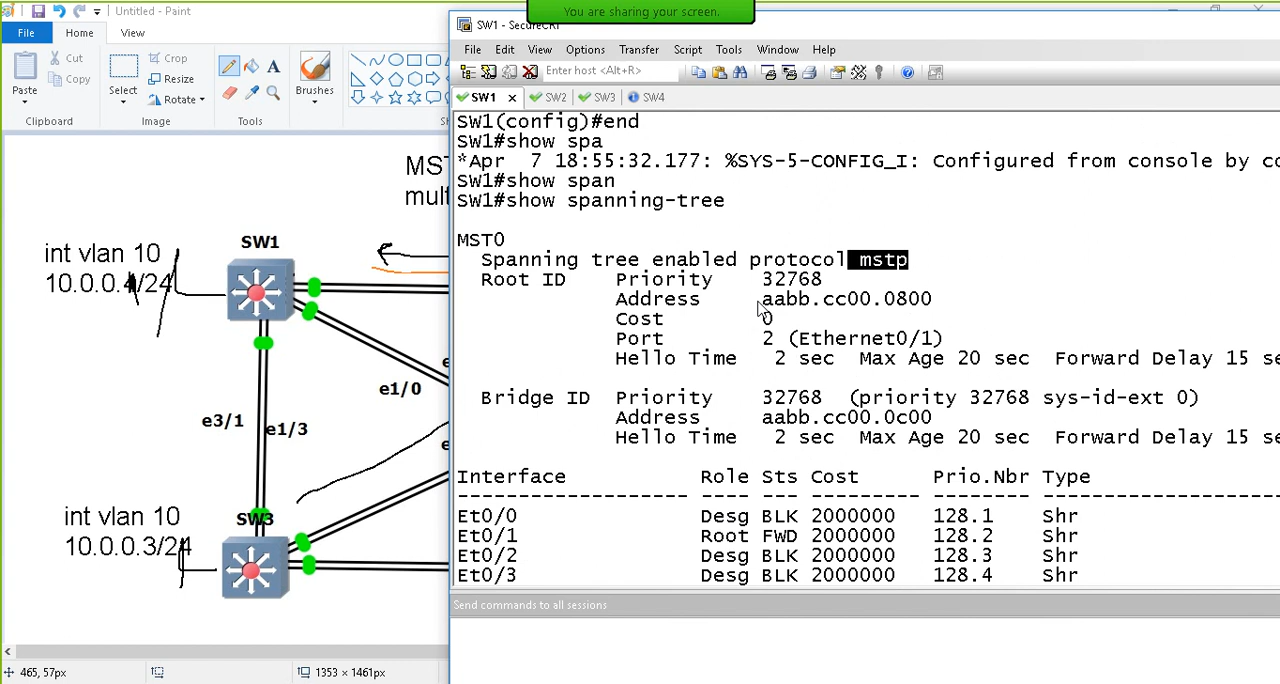 Untitled - Paint
You are sharing your screen.
SW1 - SecureCRT
File
Home
View
File Edit View Options Transfer Script Tools Window Help
Paste
Cut
Copy
Clipboard
Select
Crop
Resize
Rotate
Image
A
Tools
Brushes
Enter host <Alt+R>
SW1 SW2 SW3 SW4
SW1(config)#end
SW1#show spa
*Apr  7 18:55:32.177: %SYS-5-CONFIG_I: Configured from console by co
SW1#show span
SW1#show spanning-tree
MST0
Spanning tree enabled protocol mstp
Root ID Priority 32768
Address aabb.cc00.0800
Cost 0
Port 2 (Ethernet0/1)
Hello Time 2 sec Max Age 20 sec Forward Delay 15 s
Bridge ID Priority 32768 (priority 32768 sys-id-ext 0)
Address aabb.cc00.0c00
Hello Time 2 sec Max Age 20 sec Forward Delay 15 se
Interface Role Sts Cost Prio.Nbr Type
------------------- ---- --- --------- -------- --------------------
Et0/0 Desg BLK 2000000 128.1 Shr
Et0/1 Root FWD 2000000 128.2 Shr
Et0/2 Desg BLK 2000000 128.3 Shr
Et0/3 Desg BLK 2000000 128.4 Shr
Send commands to all sessions
MST
mult
int vlan 10
SW1
e1/0
e3/1
e1/3
int vlan 10
10.0.0.3/24
SW3
465, 57px
1353 × 1461px